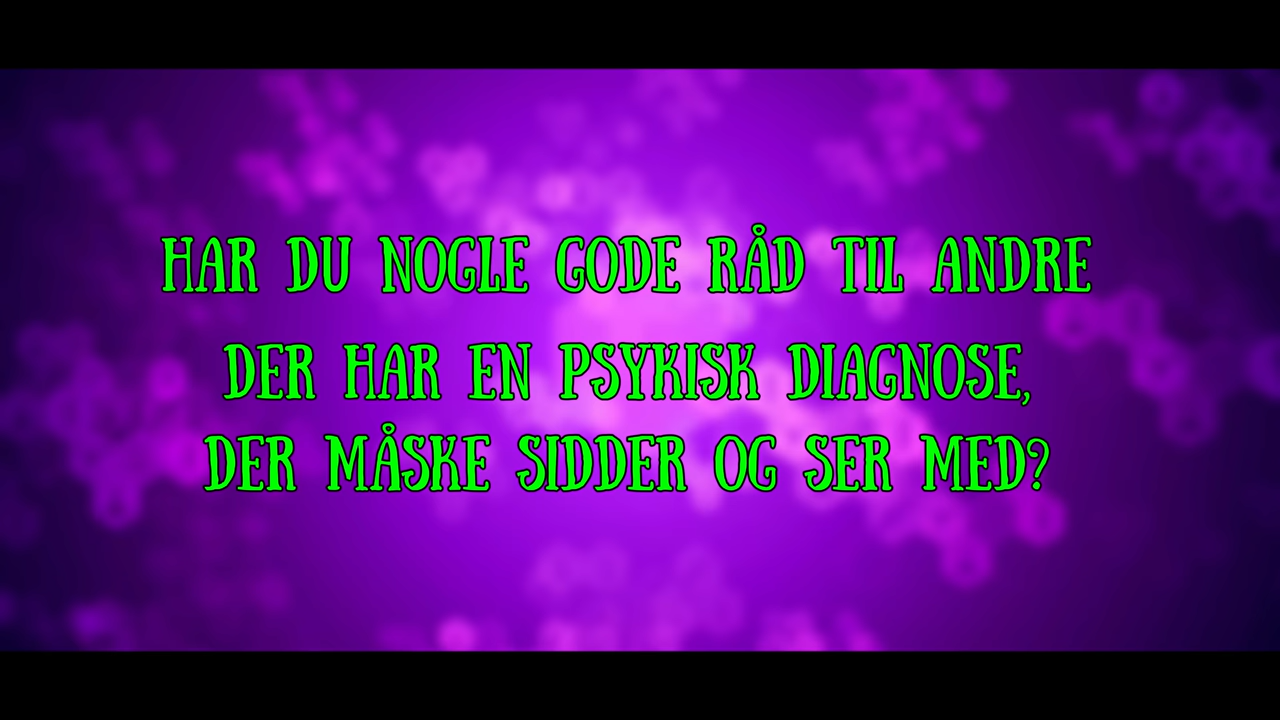 HAR DU NOGLE GODE RÅD TIL ANDRE
DER HAR EN PSYKISK DIAGNOSE,
DER MÅSKE SIDDER OG SER MED?